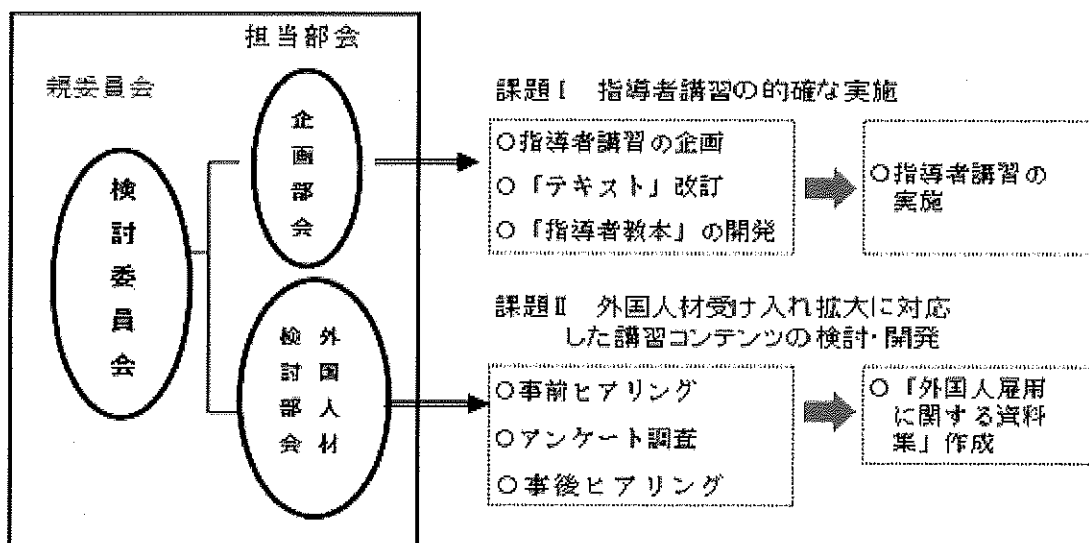 担当部会
親委員会
検討委員会
企画部会
外国人材
検討部会
課題Ⅰ 指導者講習の的確な実施
○指導者講習の企画
○「テキスト」改訂
○「指導者教本」の開発
○指導者講習の
実施
課題Ⅱ 外国人材受け入れ拡大に対応
した講習コンテンツの検討・開発
○事前ヒアリング
○アンケート調査
○事後ヒアリング
○「外国人雇用
に関する資料
集」作成